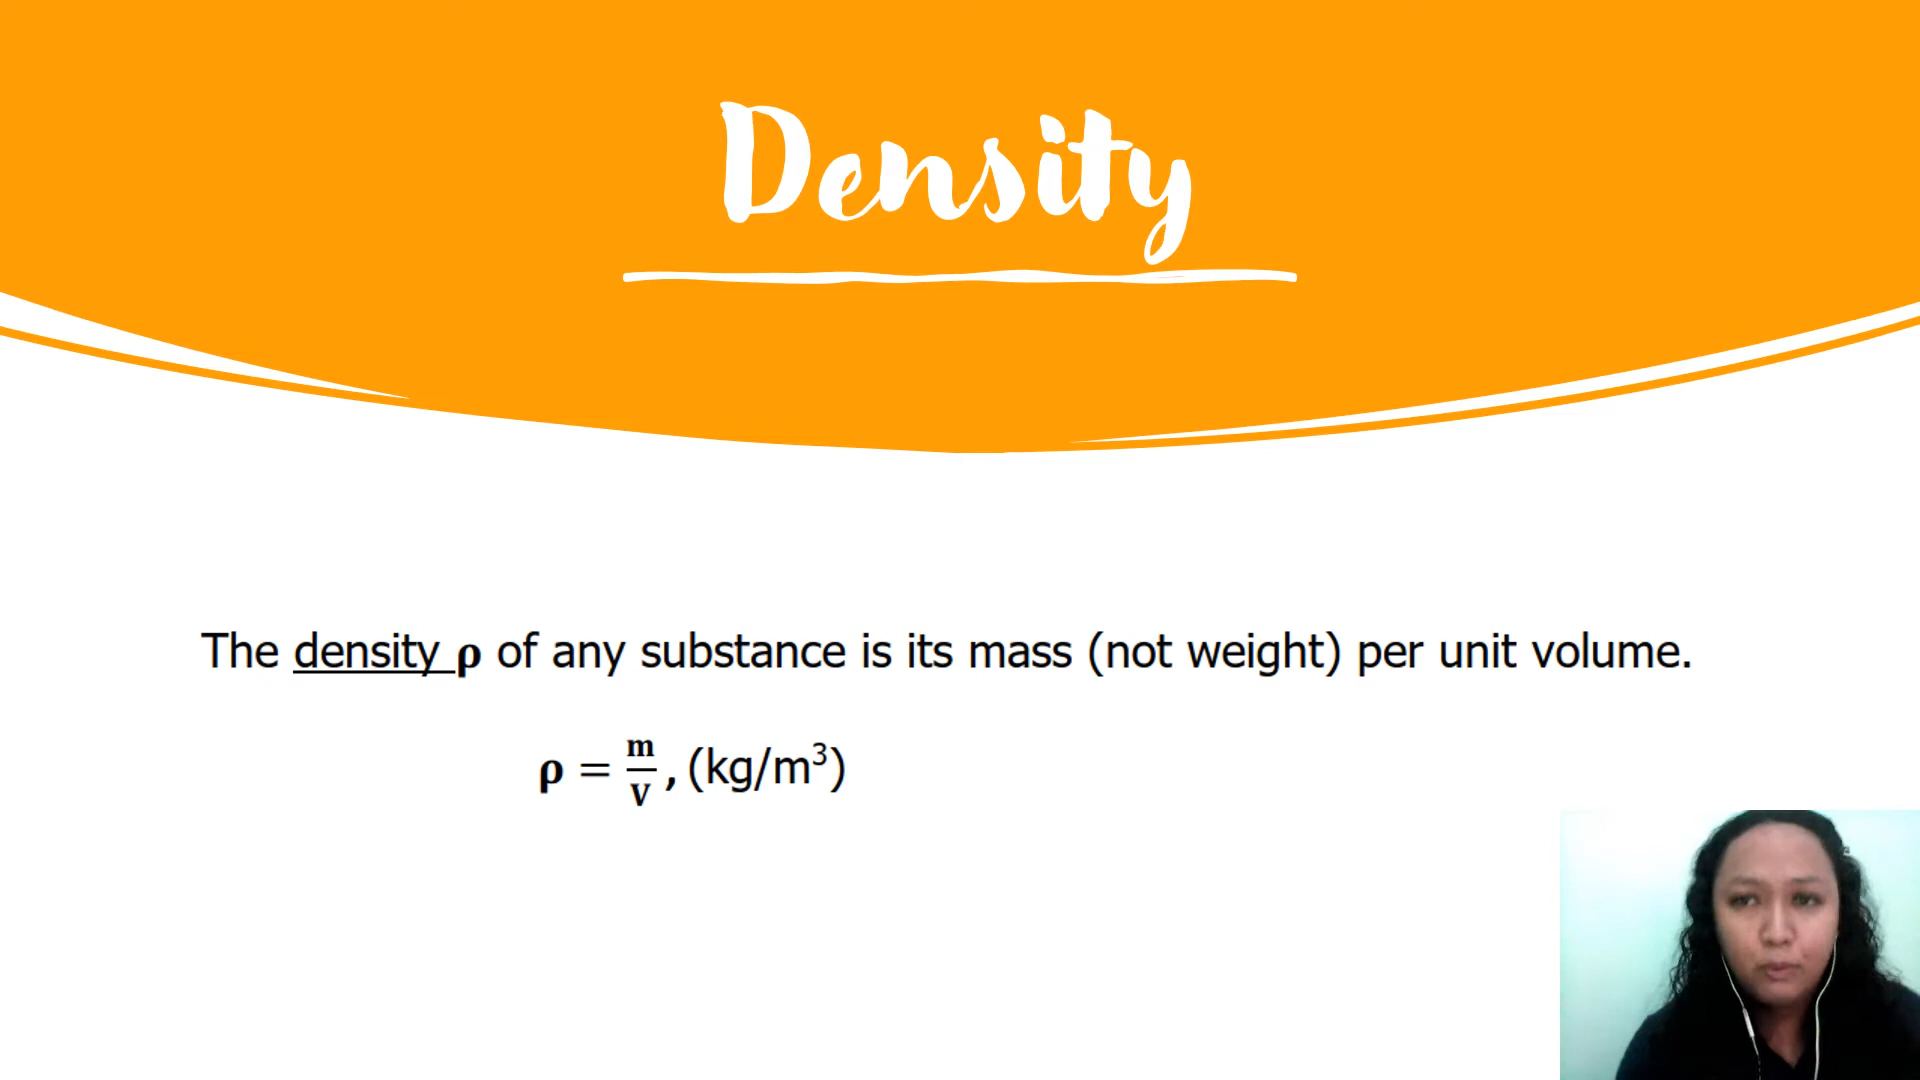 Density
The density ρ of any substance is its mass (not weight) per unit volume.
ρ = m/V, (kg/m³)